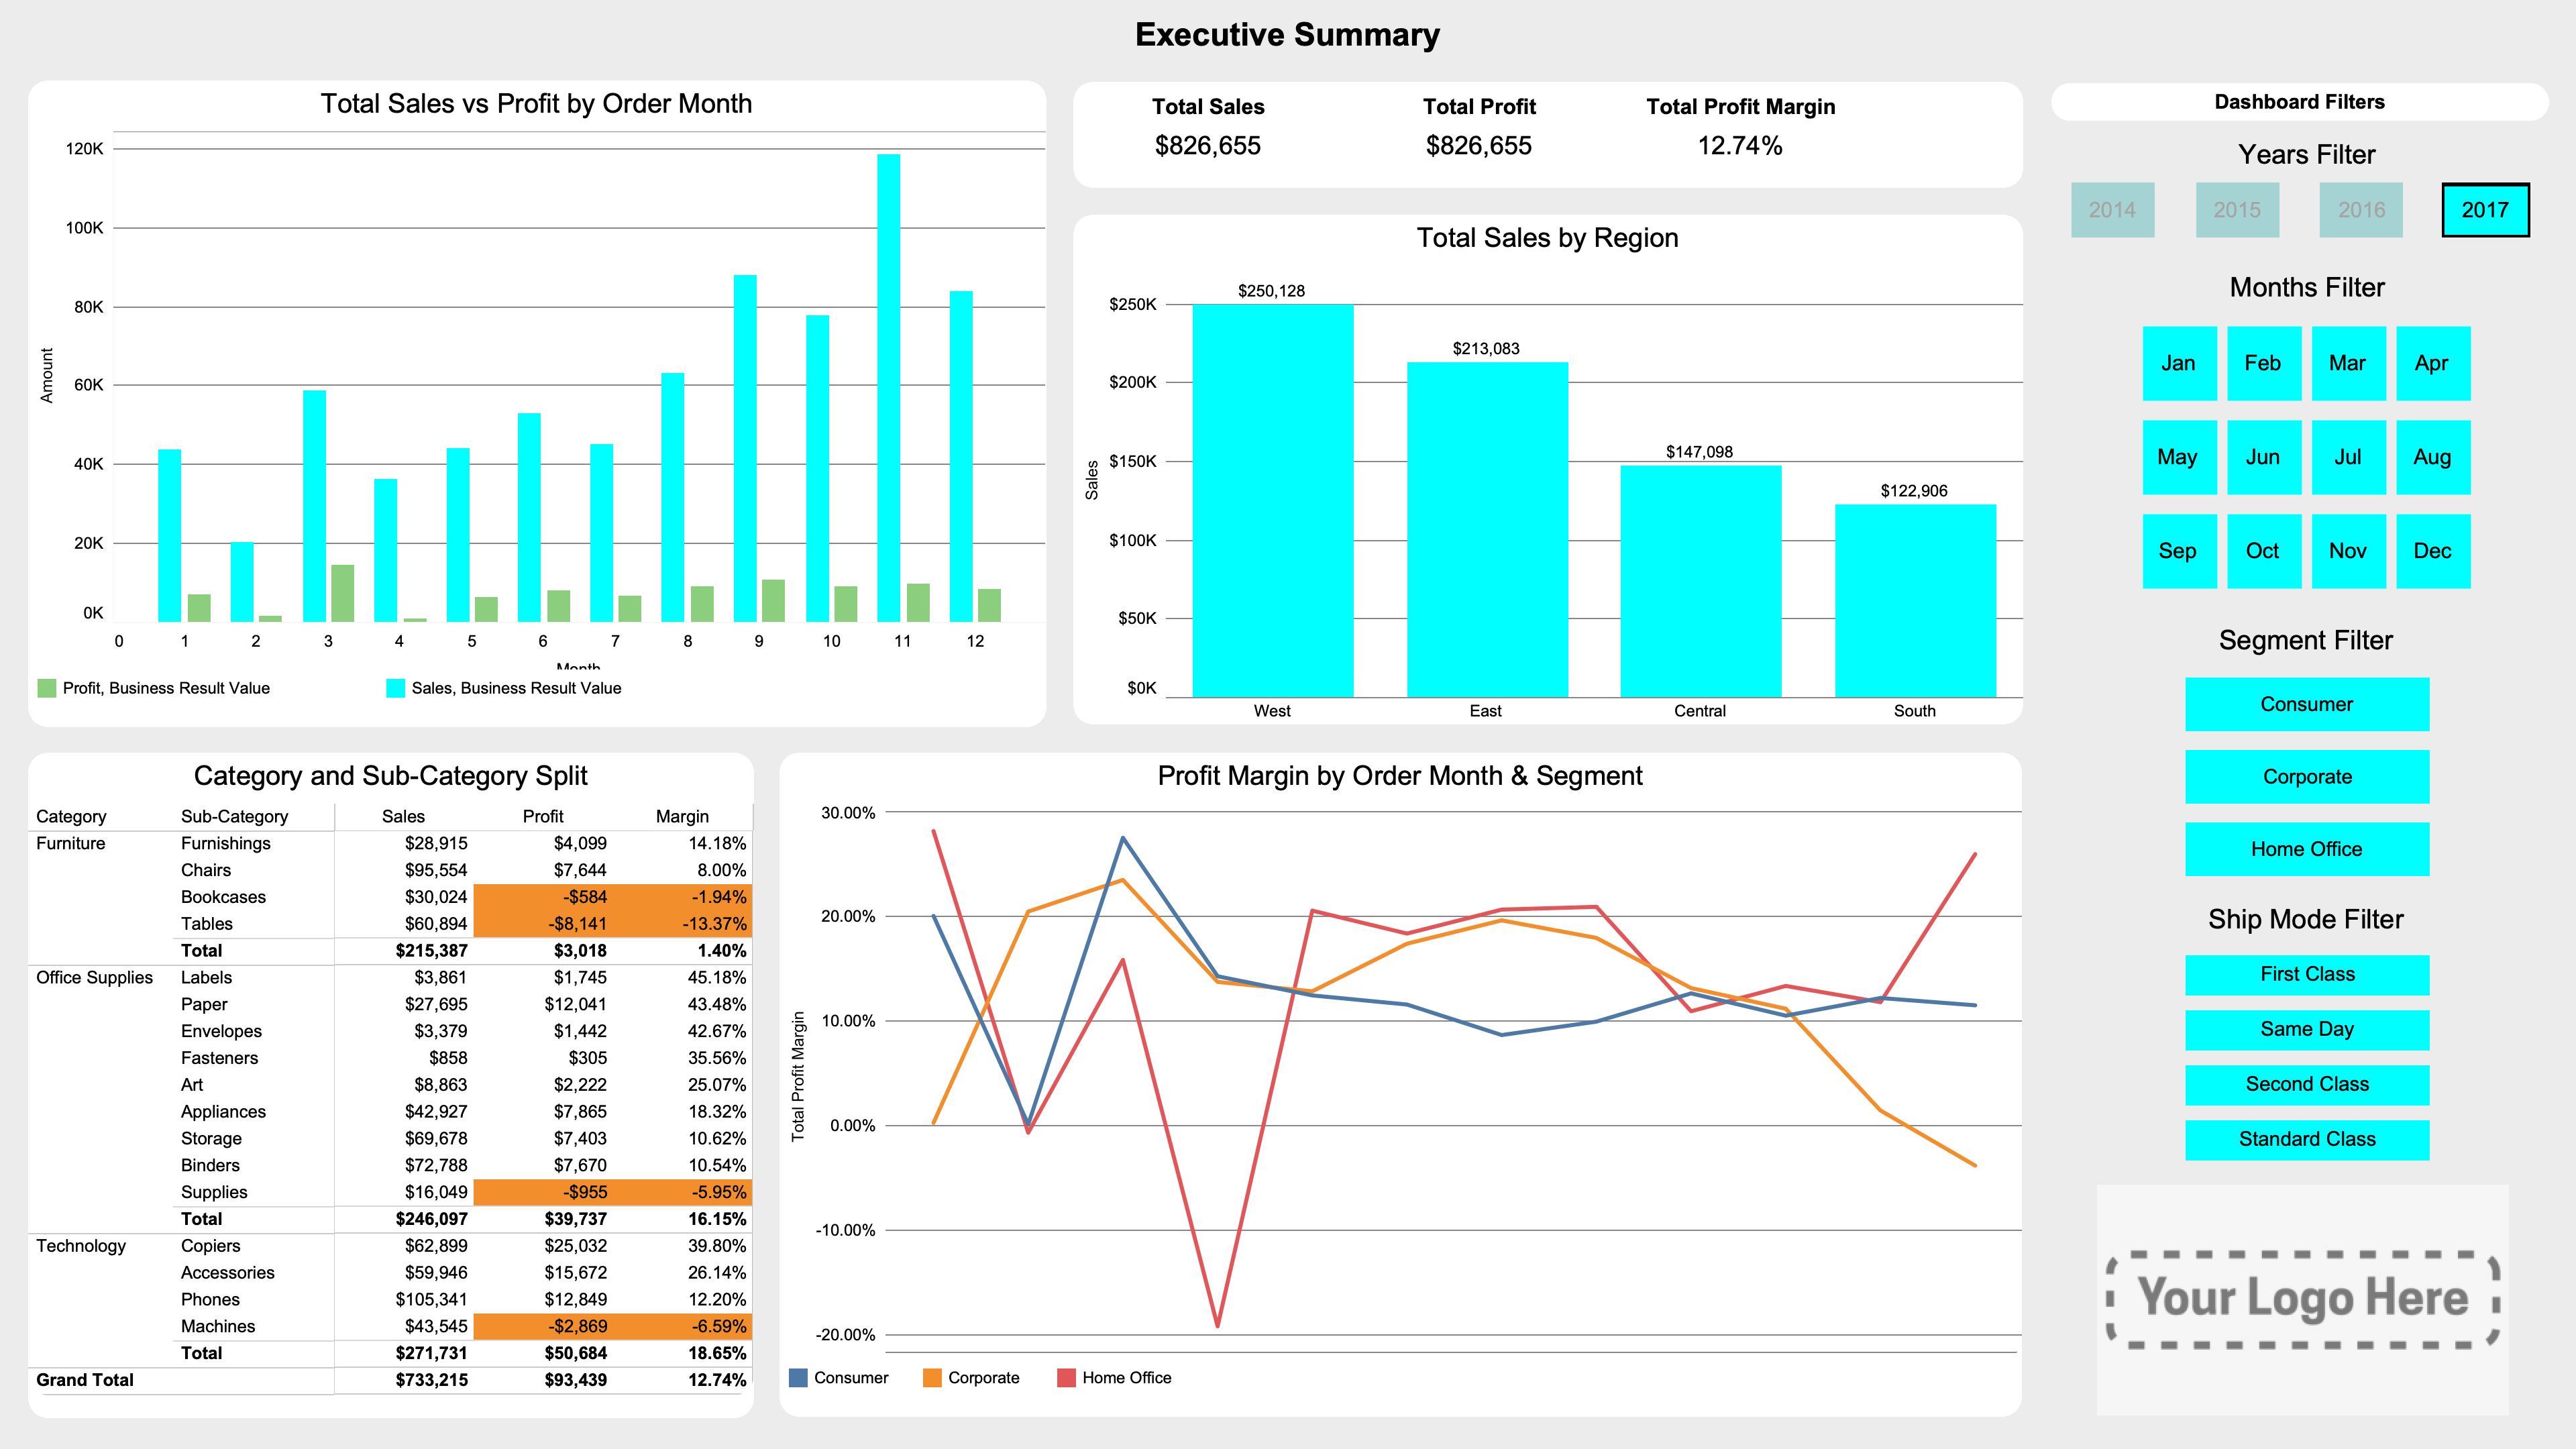 Executive Summary
Total Sales vs Profit by Order Month
120K
100K
80K
60K
40K
20K
0K
Amount
0 1 2 3 4 5 6 7 8 9 10 11 12
Month
Profit, Business Result Value Sales, Business Result Value
Total Sales Total Profit Total Profit Margin
$826,655 $826,655 12.74%
Total Sales by Region
$250K
$200K
$150K
$100K
$50K
$0K
Sales
$250,128
$213,083
$147,098
$122,906
West East Central South
Dashboard Filters
Years Filter
2014 2015 2016 2017
Months Filter
Jan Feb Mar Apr
May Jun Jul Aug
Sep Oct Nov Dec
Segment Filter
Consumer
Corporate
Home Office
Ship Mode Filter
First Class
Same Day
Second Class
Standard Class
Your Logo Here
Category and Sub-Category Split
Category Sub-Category Sales Profit Margin
Furniture Furnishings $28,915 $4,099 14.18%
Chairs $95,554 $7,644 8.00%
Bookcases $30,024 -$584 -1.94%
Tables $60,894 -$8,141 -13.37%
Total $215,387 $3,018 1.40%
Office Supplies Labels $3,861 $1,745 45.18%
Paper $27,695 $12,041 43.48%
Envelopes $3,379 $1,442 42.67%
Fasteners $858 $305 35.56%
Art $8,863 $2,222 25.07%
Appliances $42,927 $7,865 18.32%
Storage $69,678 $7,403 10.62%
Binders $72,788 $7,670 10.54%
Supplies $16,049 -$955 -5.95%
Total $246,097 $39,737 16.15%
Technology Copiers $62,899 $25,032 39.80%
Accessories $59,946 $15,672 26.14%
Phones $105,341 $12,849 12.20%
Machines $43,545 -$2,869 -6.59%
Total $271,731 $50,684 18.65%
Grand Total $733,215 $93,439 12.74%
Profit Margin by Order Month & Segment
30.00%
20.00%
10.00%
0.00%
-10.00%
-20.00%
Total Profit Margin
Consumer Corporate Home Office